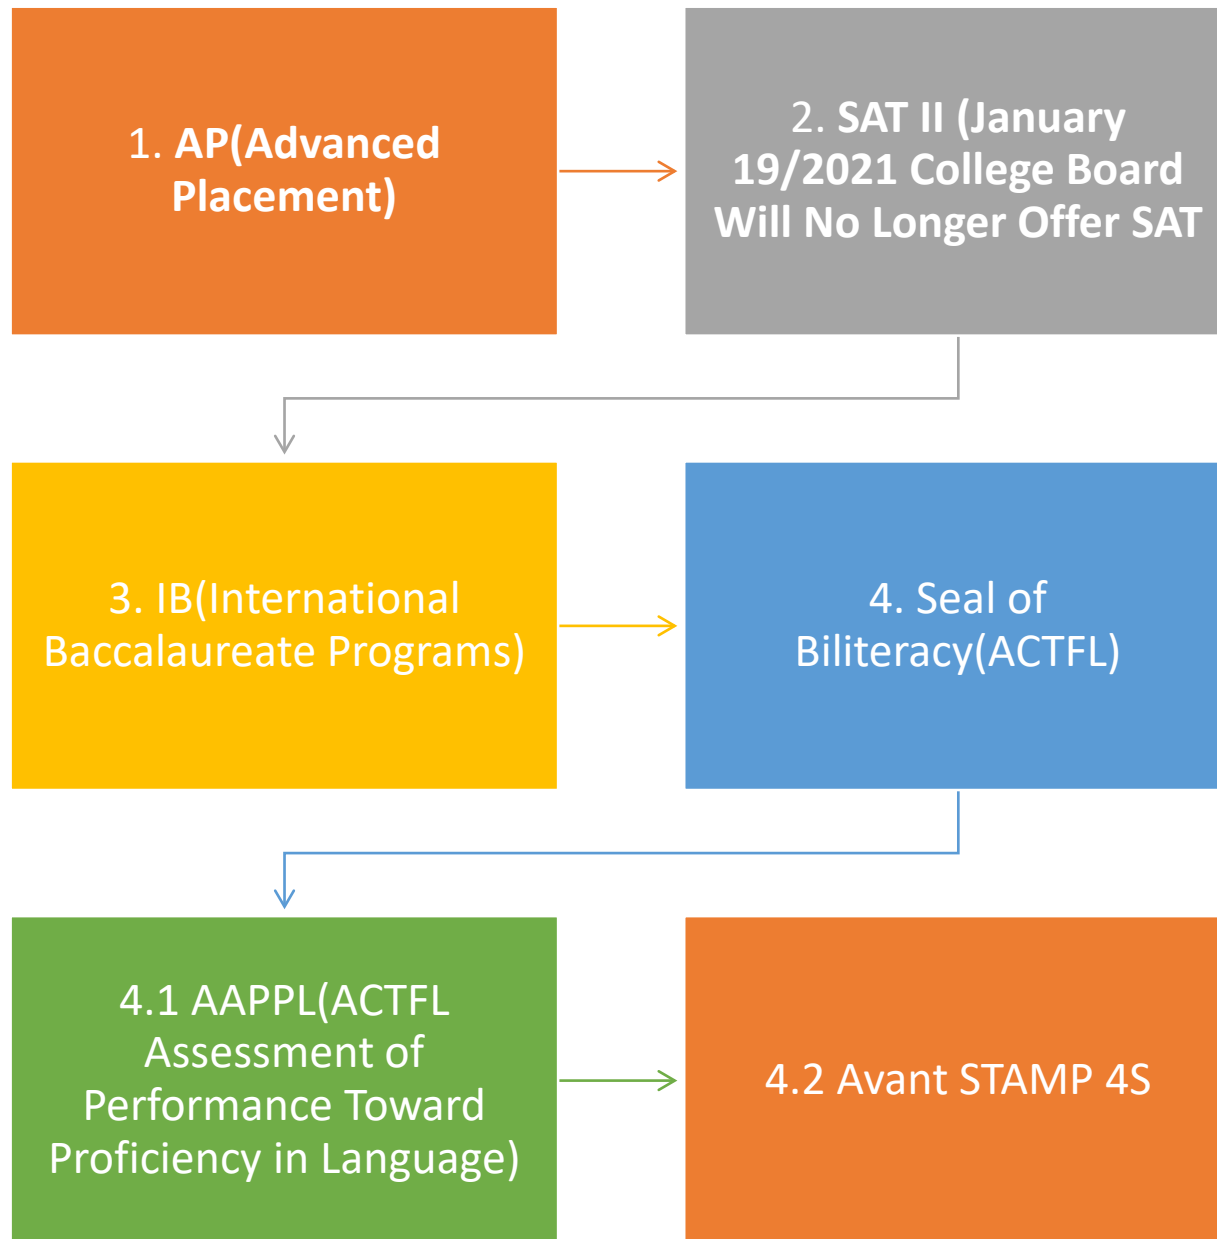 1. AP(Advanced
Placement)
2. SAT II (January
19/2021 College Board
Will No Longer Offer SAT
3. IB(International
Baccalaureate Programs)
4. Seal of
Biliteracy(ACTFL)
4.1 AAPPL(ACTFL
Assessment of
Performance Toward
Proficiency in Language)
4.2 Avant STAMP 4S